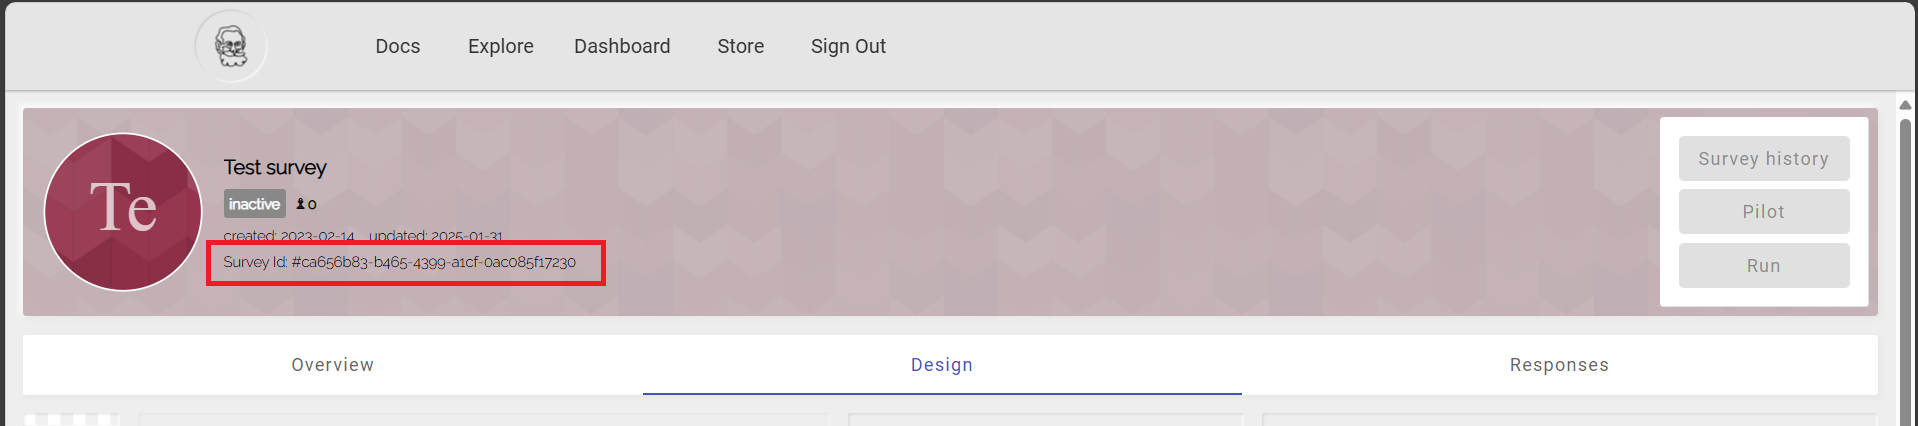 Docs Explore Dashboard Store Sign Out
Te
Test survey
inactive 0
created: 2023-02-14 updated: 2025-01-31
Survey Id: #ca656b83-b465-4399-a1cf-0ac085f17230
Survey history
Pilot
Run
Overview Design Responses